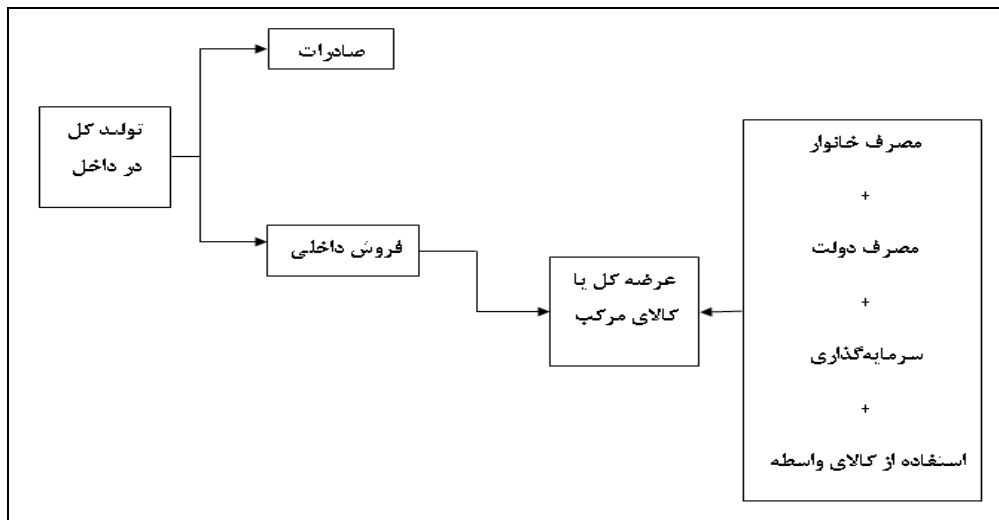 صادرات
تولید کل
در داخل
فروش داخلی
عرضه کل یا
کالای مرکب
مصرف خانوار
+
مصرف دولت
+
سرمایه‌گذاری
+
استفاده از کالای واسطه